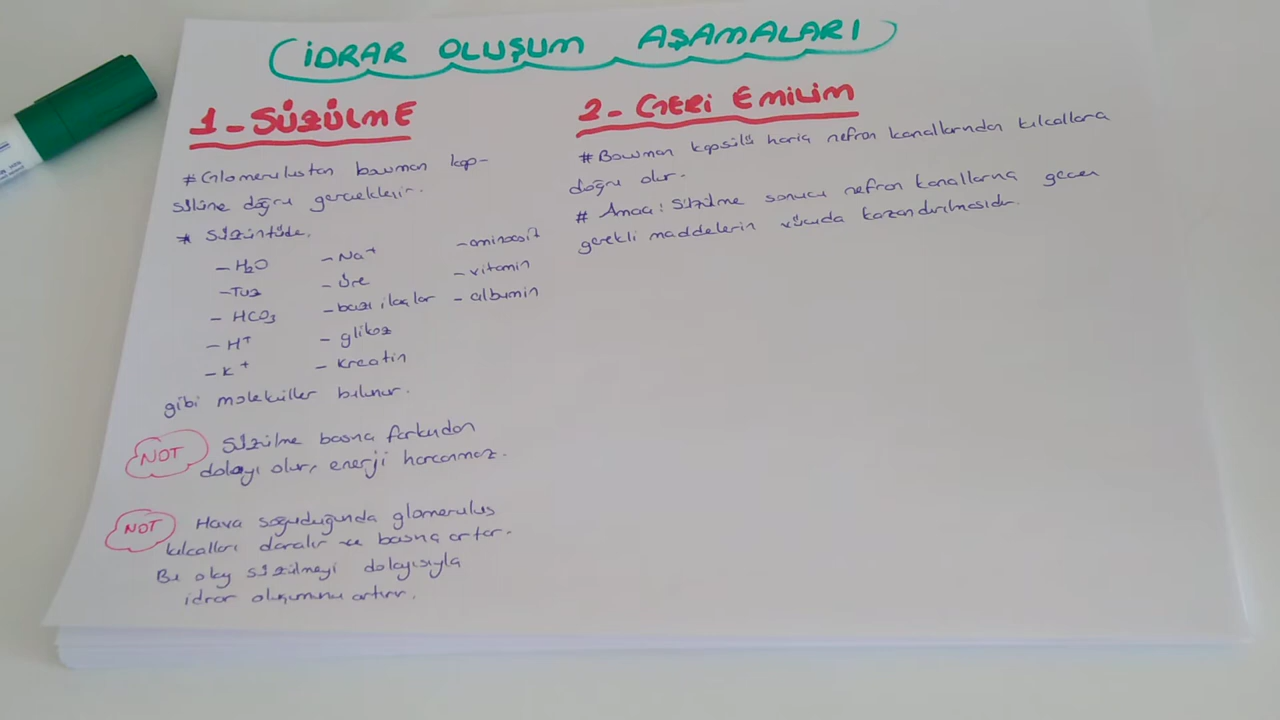 İDRAR OLUŞUM AŞAMALARI
1-SÜZÜLME
# Glomerulustan bowman kap-
sülüne doğru gerçekleşir.
* Süzüntüde,
- H2O
- Tuz
- HCO3
- H+
- K+
- Na+
- Üre
- bazı ilaçlar
- glikoz
- kreatin
- aminoasit
- vitamin
- albumin
gibi moleküller bulunur.
NOT Süzülme basınç farkından
dolayı olur, enerji harcanmaz.
NOT Hava soğuduğunda glomerulus
kılcalları daralır ve basınç artar.
Bu olay süzülmeyi dolayısıyla
idrar oluşumunu artırır.
2- GERİ EMİLİM
# Bowman kapsülü hariç nefron kanallarından kılcallara
doğru olur.
# Amaç: Süzülme sonucu nefron kanallarına geçen
gerekli maddelerin vücuda kazandırılmasıdır.